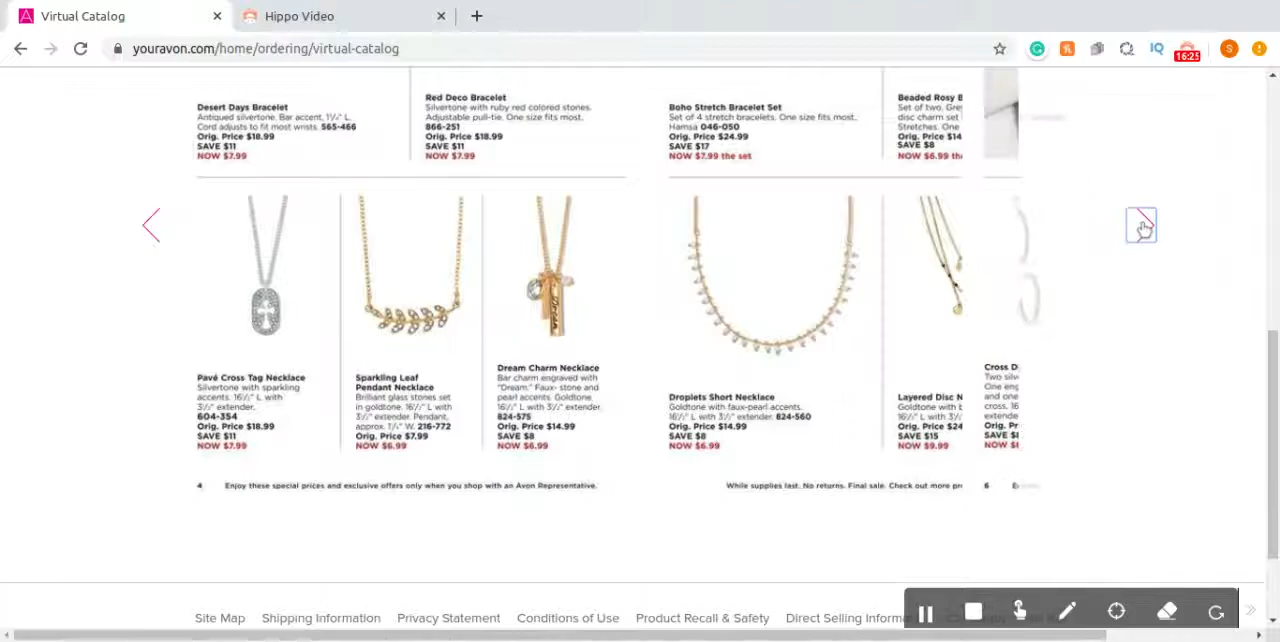 Virtual Catalog
Hippo Video
youravon.com/home/ordering/virtual-catalog
IQ
16:25
S
Desert Days Bracelet
Antiqued silvertone. Bar accent, 1¼" L.
Cord adjusts to fit most wrists. 565-466
Orig. Price $18.99
SAVE $11
NOW $7.99
Red Deco Bracelet
Silvertone with ruby red colored stones.
Adjustable pull-tie. One size fits most.
866-251
Orig. Price $18.99
SAVE $11
NOW $7.99
Boho Stretch Bracelet Set
Set of 4 stretch bracelets. One size fits most.
Hamsa 046-050
Orig. Price $24.99
SAVE $17
NOW $7.99 the set
Beaded Rosy B
Set of two. Gre
disc charm set
Stretches. One
Orig. Price $14
SAVE $8
NOW $6.99 the
Dream
Pavé Cross Tag Necklace
Silvertone with sparkling
accents. 16½" L with
3½" extender.
604-354
Orig. Price $18.99
SAVE $11
NOW $7.99
Sparkling Leaf
Pendant Necklace
Brilliant glass stones set
in goldtone. 16½" L with
3½" extender. Pendant,
approx. 1¼" W. 216-772
Orig. Price $7.99
NOW $6.99
Dream Charm Necklace
Bar charm engraved with
"Dream." Faux- stone and
pearl accents. Goldtone.
16½" L with 3½" extender.
824-575
Orig. Price $14.99
SAVE $8
NOW $6.99
Droplets Short Necklace
Goldtone with faux-pearl accents.
16½" L with 3½" extender. 824-560
Orig. Price $14.99
SAVE $8
NOW $6.99
Layered Disc N
Goldtone with b
16½" L with 3½"
Orig. Price $24
SAVE $15
NOW $9.99
Cross D
Two silv
One eng
and one
cross. 16
extende
Orig. Pr
SAVE $
NOW $
4 Enjoy these special prices and exclusive offers only when you shop with an Avon Representative.
While supplies last. No returns. Final sale. Check out more pr
6
Site Map Shipping Information Privacy Statement Conditions of Use Product Recall & Safety Direct Selling Informa